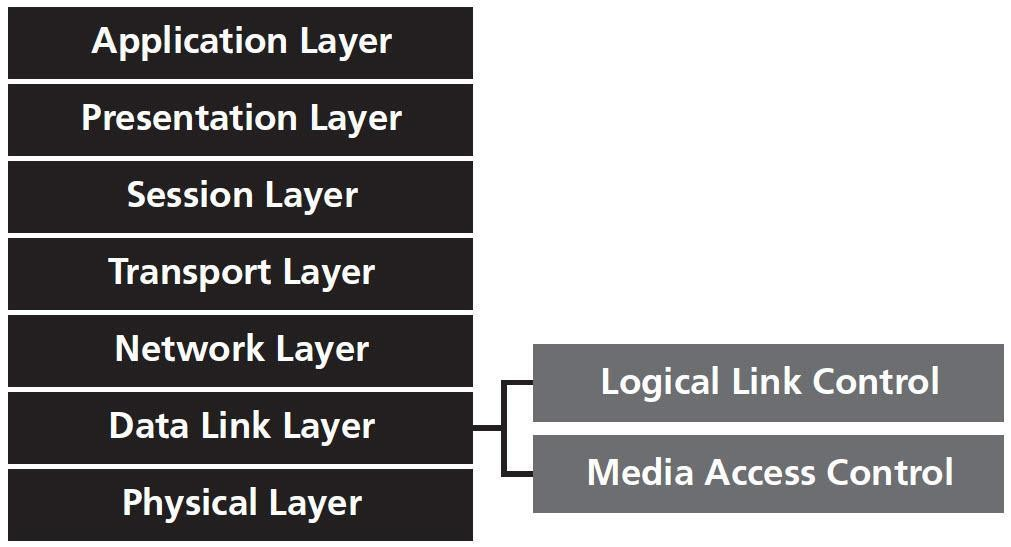 Application Layer
Presentation Layer
Session Layer
Transport Layer
Network Layer
Data Link Layer
Physical Layer
Logical Link Control
Media Access Control